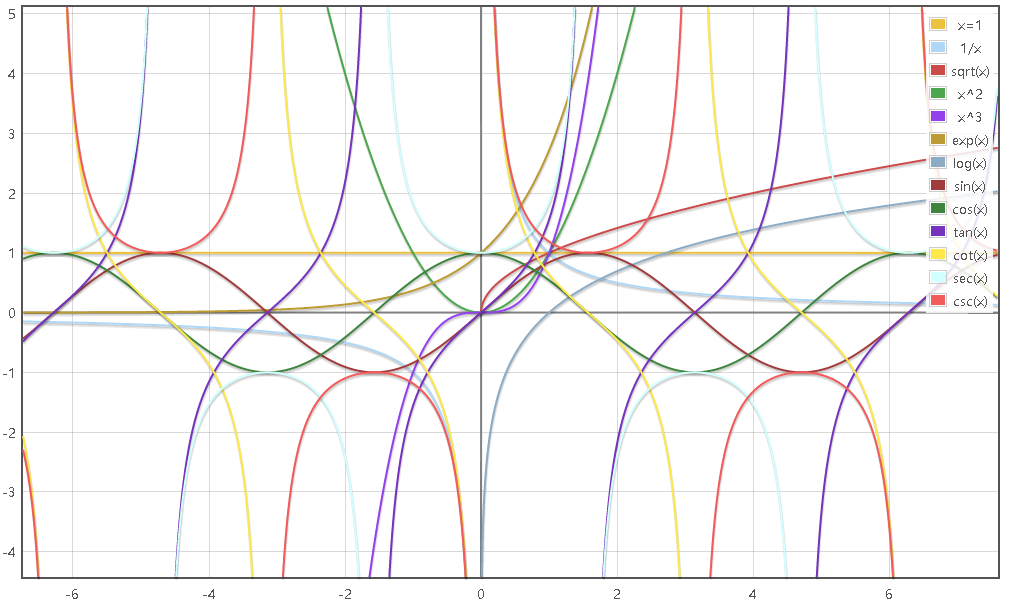 5
4
3
2
1
0
-1
-2
-3
-4
-6
-4
-2
0
2
4
6
x=1
1/x
sqrt(x)
x^2
x^3
exp(x)
log(x)
sin(x)
cos(x)
tan(x)
cot(x)
sec(x)
csc(x)